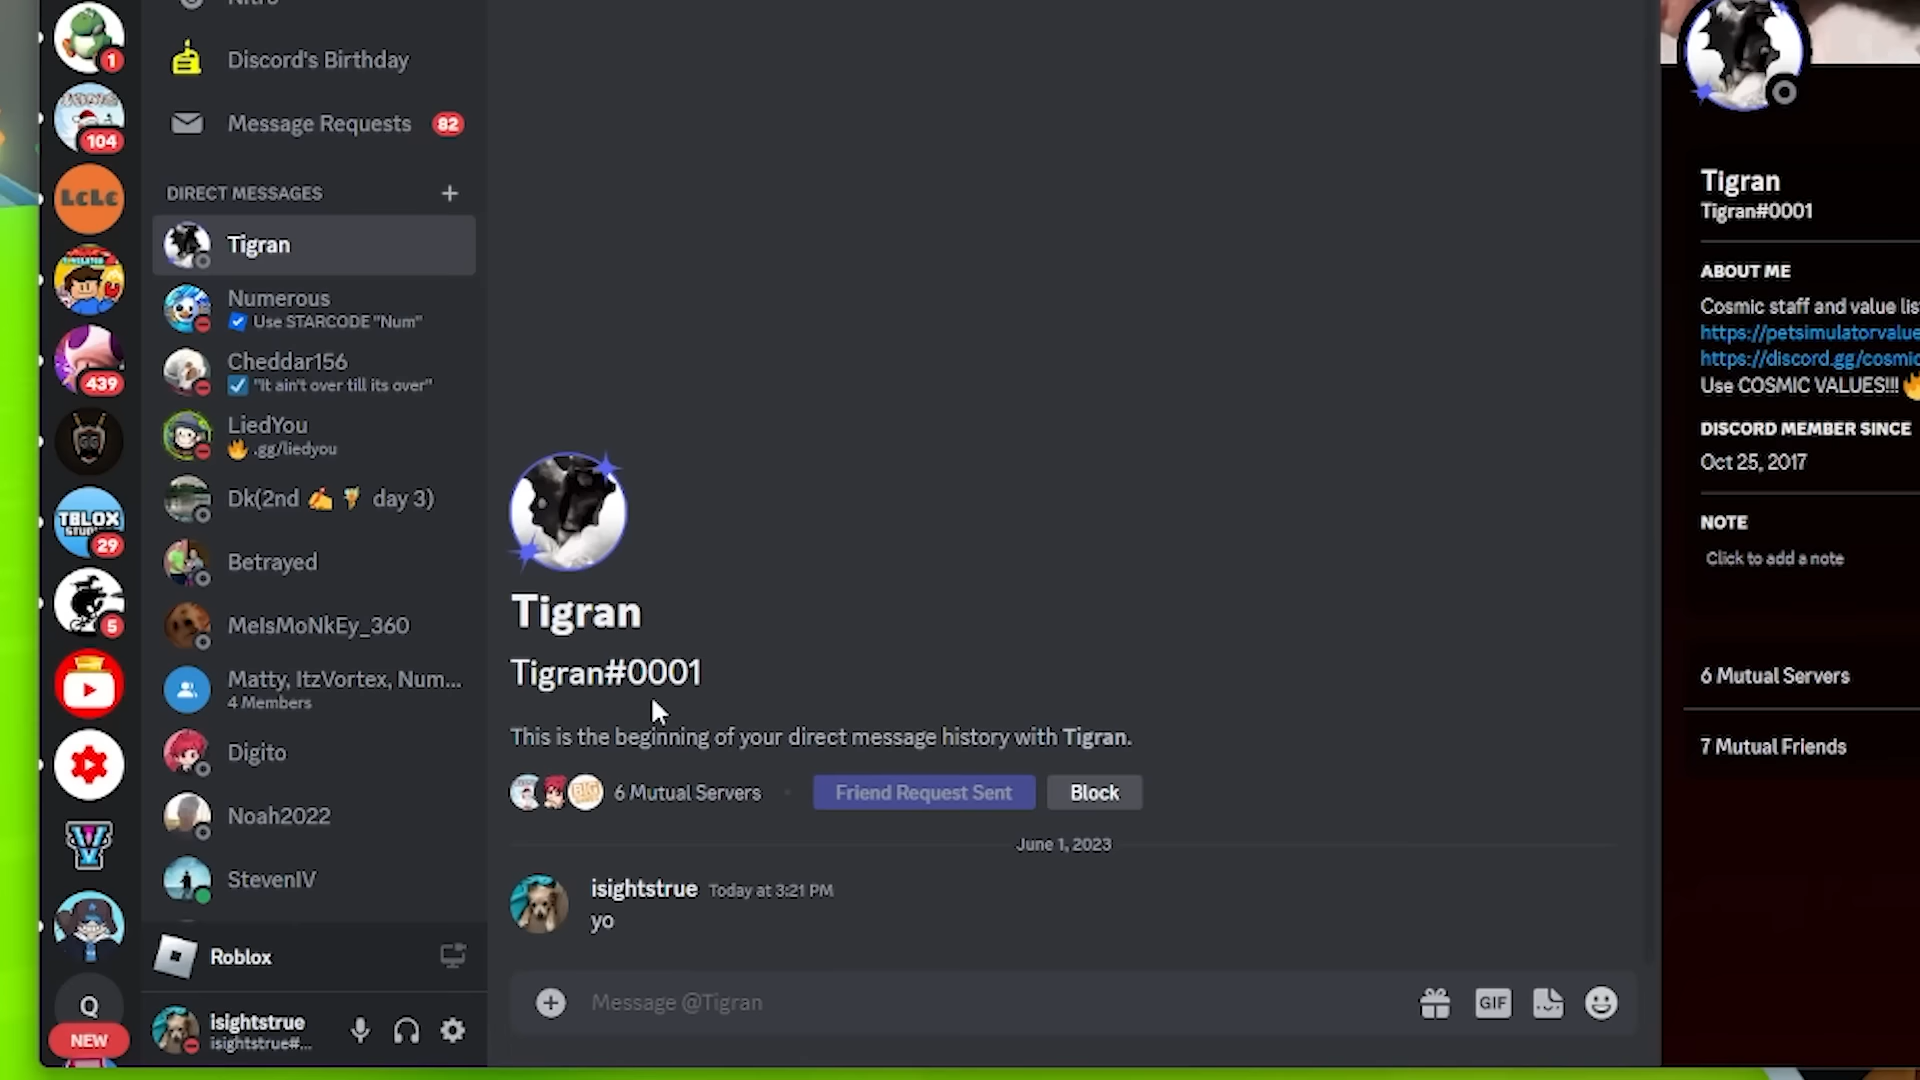 Nitro
Discord's Birthday
Message Requests 82
DIRECT MESSAGES
Tigran
Numerous
Use STARCODE "Num"
Cheddar156
"It ain't over till its over"
LiedYou
.gg/liedyou
Dk(2nd ✍️ 🍹 day 3)
Betrayed
MeIsMoNkEy_360
Matty, ItzVortex, Num...
4 Members
Digito
Noah2022
StevenIV
Roblox
isightstrue
isightstrue#...
1
104
LCLC
439
TBLOX
29
5
Q
NEW
Tigran
Tigran#0001
This is the beginning of your direct message history with Tigran.
BIG
6 Mutual Servers
Friend Request Sent
Block
June 1, 2023
isightstrue Today at 3:21 PM
yo
Message @Tigran
GIF
Tigran
Tigran#0001
ABOUT ME
Cosmic staff and value lis
https://petsimulatorvalue
https://discord.gg/cosmic
Use COSMIC VALUES!!! 🔥
DISCORD MEMBER SINCE
Oct 25, 2017
NOTE
Click to add a note
6 Mutual Servers
7 Mutual Friends